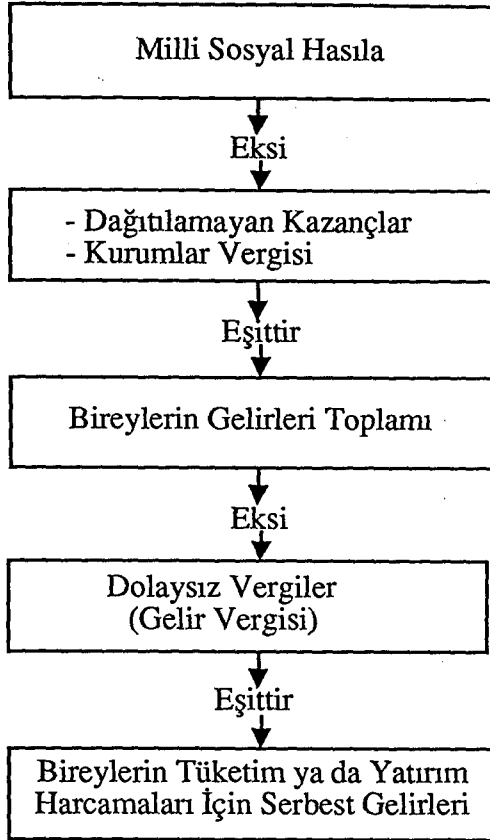 Milli Sosyal Hasıla
Eksi
- Dağıtılamayan Kazançlar
- Kurumlar Vergisi
Eşittir
Bireylerin Gelirleri Toplamı
Eksi
Dolaysız Vergiler
(Gelir Vergisi)
Eşittir
Bireylerin Tüketim ya da Yatırım
Harcamaları İçin Serbest Gelirleri